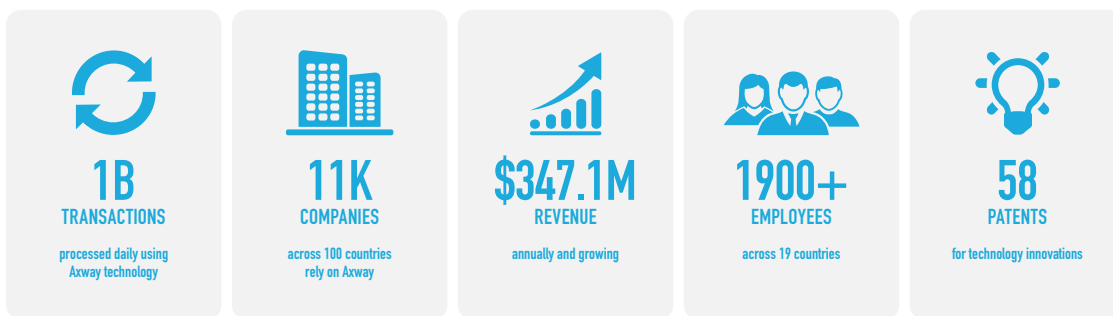 1B
TRANSACTIONS
processed daily using
Axway technology
11K
COMPANIES
across 100 countries
rely on Axway
$347.1M
REVENUE
annually and growing
1900+
EMPLOYEES
across 19 countries
58
PATENTS
for technology innovations